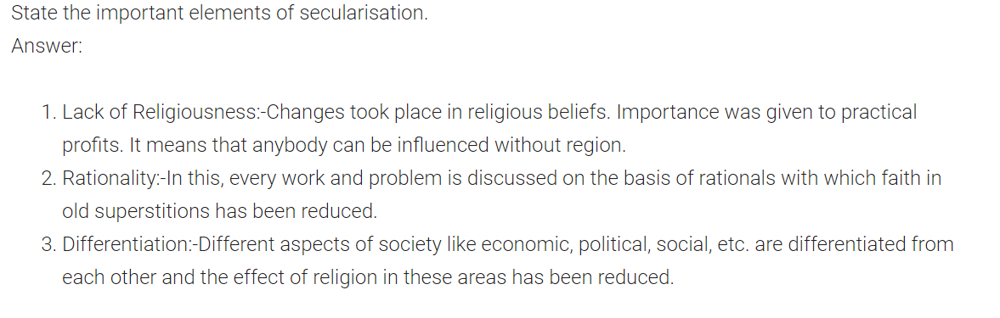 State the important elements of secularisation.
Answer:
1. Lack of Religiousness:-Changes took place in religious beliefs. Importance was given to practical
profits. It means that anybody can be influenced without region.
2. Rationality:-In this, every work and problem is discussed on the basis of rationals with which faith in
old superstitions has been reduced.
3. Differentiation:-Different aspects of society like economic, political, social, etc. are differentiated from
each other and the effect of religion in these areas has been reduced.